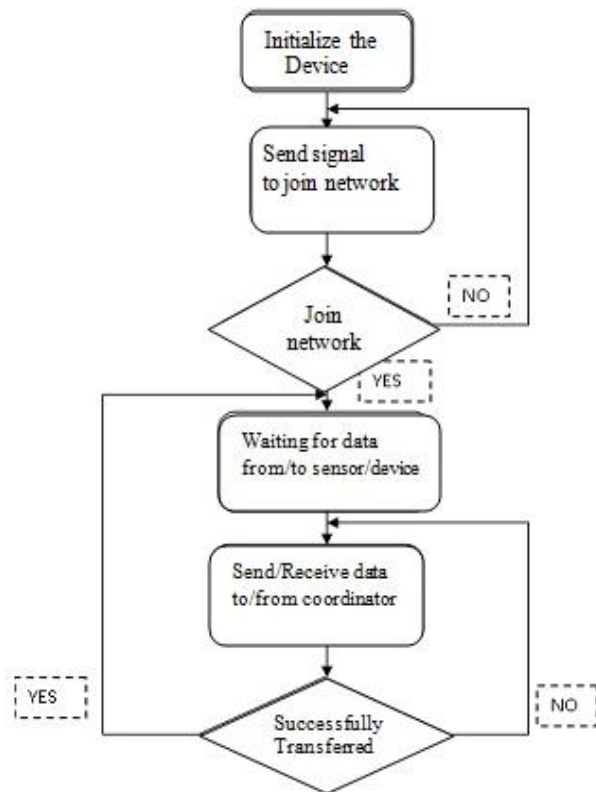 Initialize the
Device
Send signal
to join network
NO
Join
network
YES
Waiting for data
from/to sensor/device
Send/Receive data
to/from coordinator
YES
NO
Successfully
Transferred